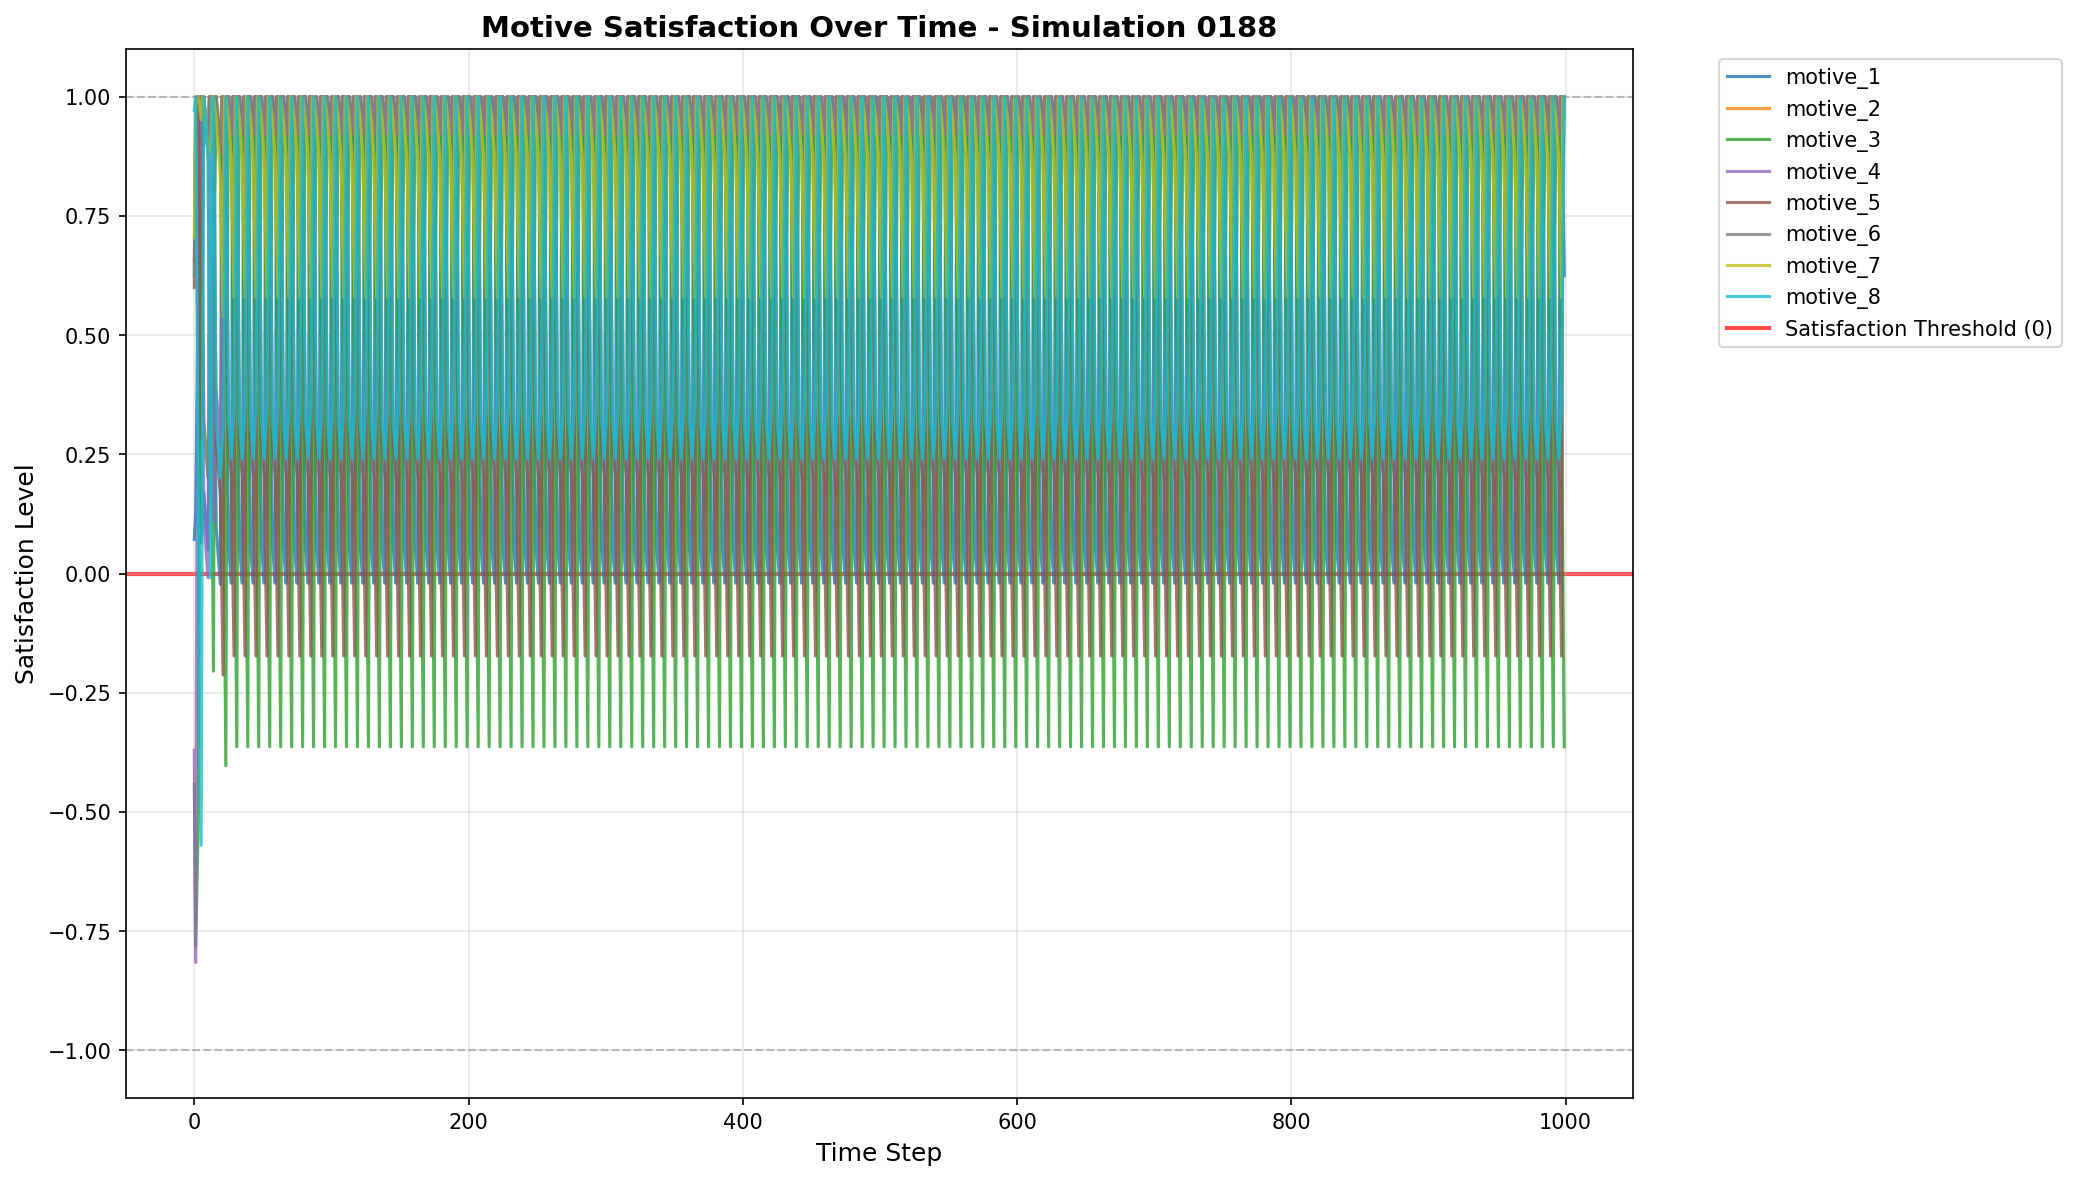 Motive Satisfaction Over Time - Simulation 0188
Satisfaction Level
1.00
0.75
0.50
0.25
0.00
−0.25
−0.50
−0.75
−1.00
0
200
400
600
800
1000
Time Step
motive_1
motive_2
motive_3
motive_4
motive_5
motive_6
motive_7
motive_8
Satisfaction Threshold (0)